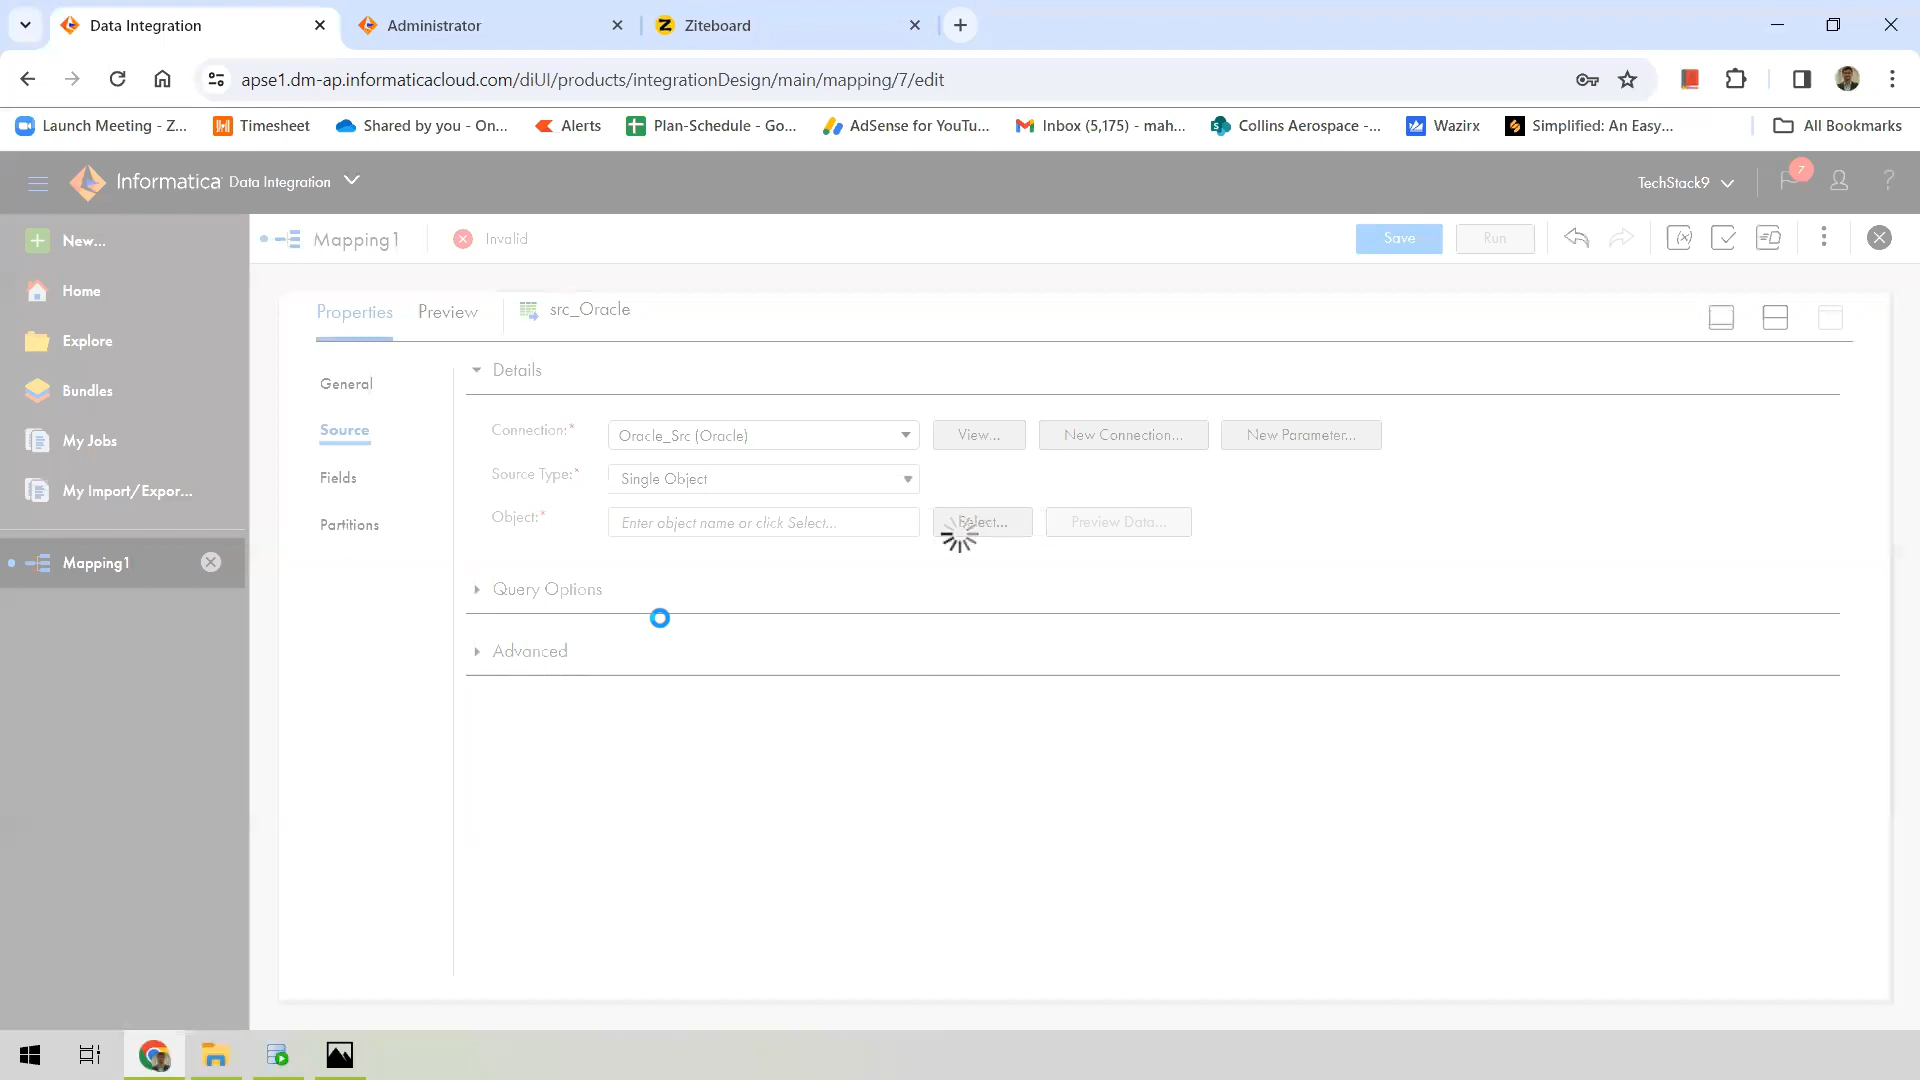 Data Integration
Administrator
Ziteboard
apse1.dm-ap.informaticacloud.com/diUI/products/integrationDesign/main/mapping/7/edit
Launch Meeting - Z...
Timesheet
Shared by you - On...
Alerts
Plan-Schedule - Go...
AdSense for YouTu...
Inbox (5,175) - mah...
Collins Aerospace -...
Wazirx
Simplified: An Easy...
All Bookmarks
Informatica Data Integration
TechStack9
7
?
New...
Home
Explore
Bundles
My Jobs
My Import/Expor...
Mapping1
Mapping1
Invalid
Save
Run
Properties
Preview
src_Oracle
General
Source
Fields
Partitions
Details
Connection:*
Oracle_Src (Oracle)
View...
New Connection...
New Parameter...
Source Type:*
Single Object
Object:*
Enter object name or click Select...
Select...
Preview Data...
Query Options
Advanced